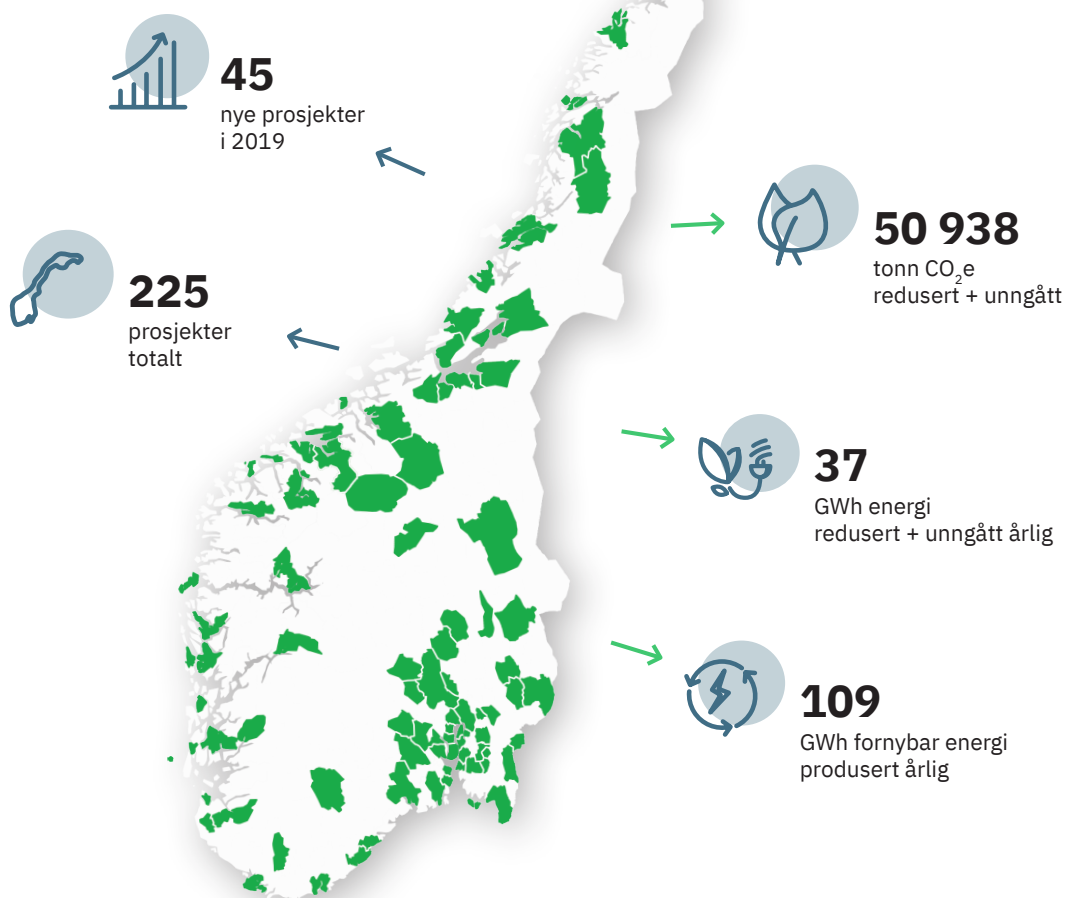 45
nye prosjekter
i 2019
225
prosjekter
totalt
50 938
tonn CO₂e
redusert + unngått
37
GWh energi
redusert + unngått årlig
109
GWh fornybar energi
produsert årlig